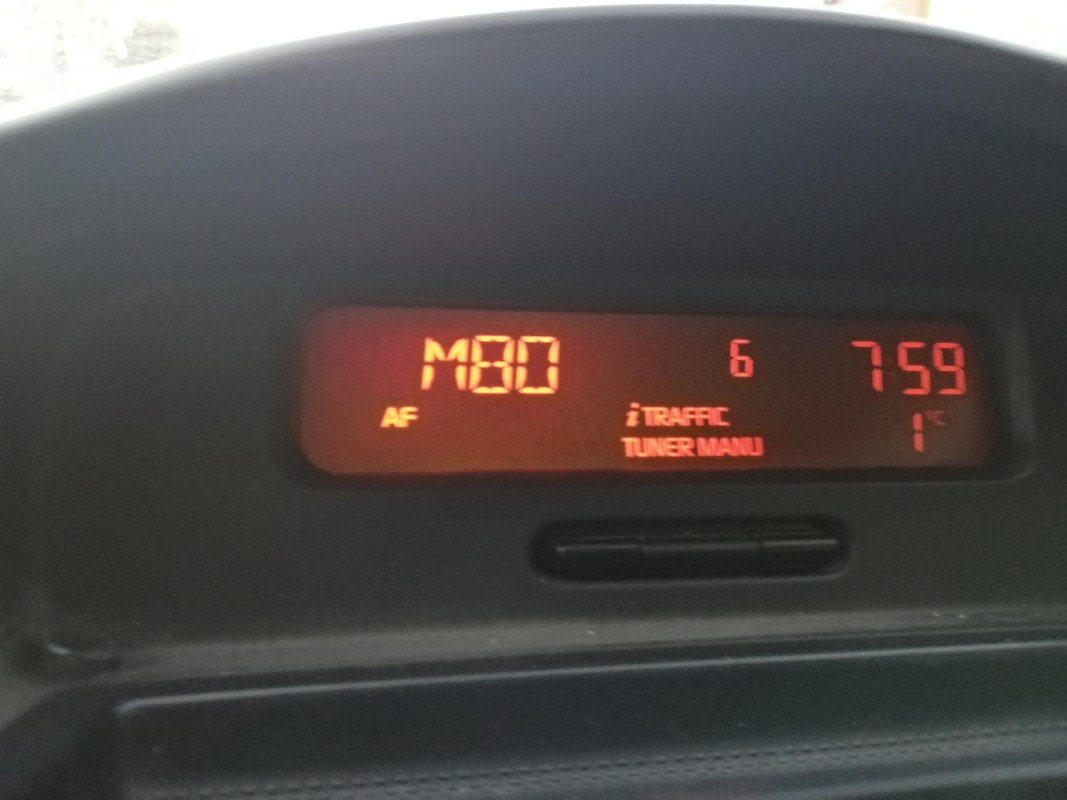 M80 6 7:59
AF i TRAFFIC 1°C
TUNER MANU